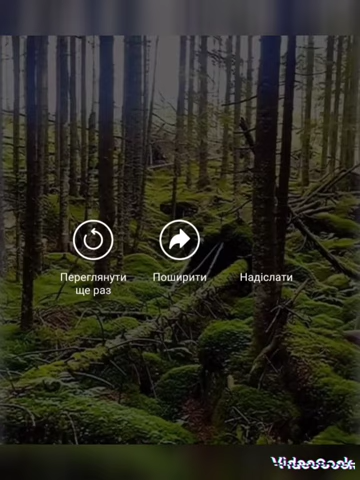 Переглянути
ще раз
Поширити
Надіслати